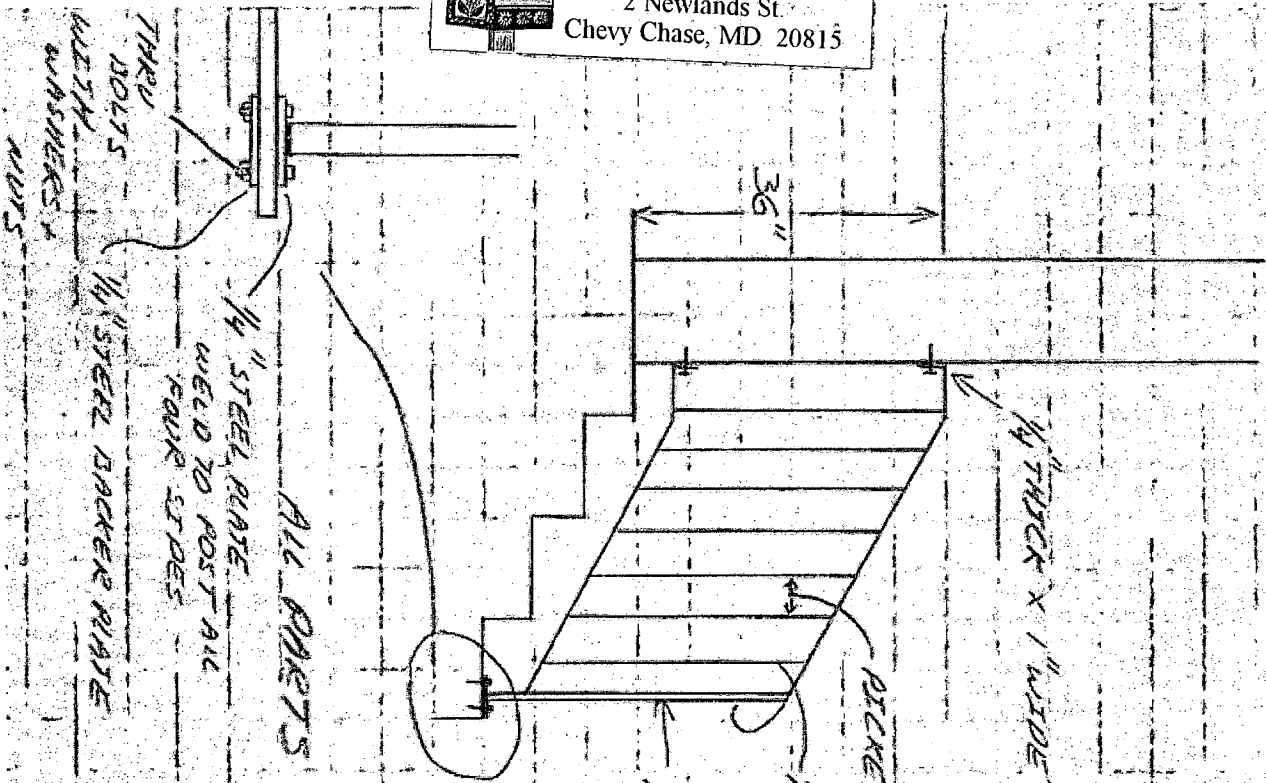 2 Newlands St.
Chevy Chase, MD 20815
36"
1/4" THICK X 1" WIDE
PICKE
ALL PARTS
1/4" STEEL PLATE
WELD TO POST ALL
FOUR SIDES
1/4" STEEL BACKER PLATE
THRU
BOLTS
WITH
WASHERS +
NUTS